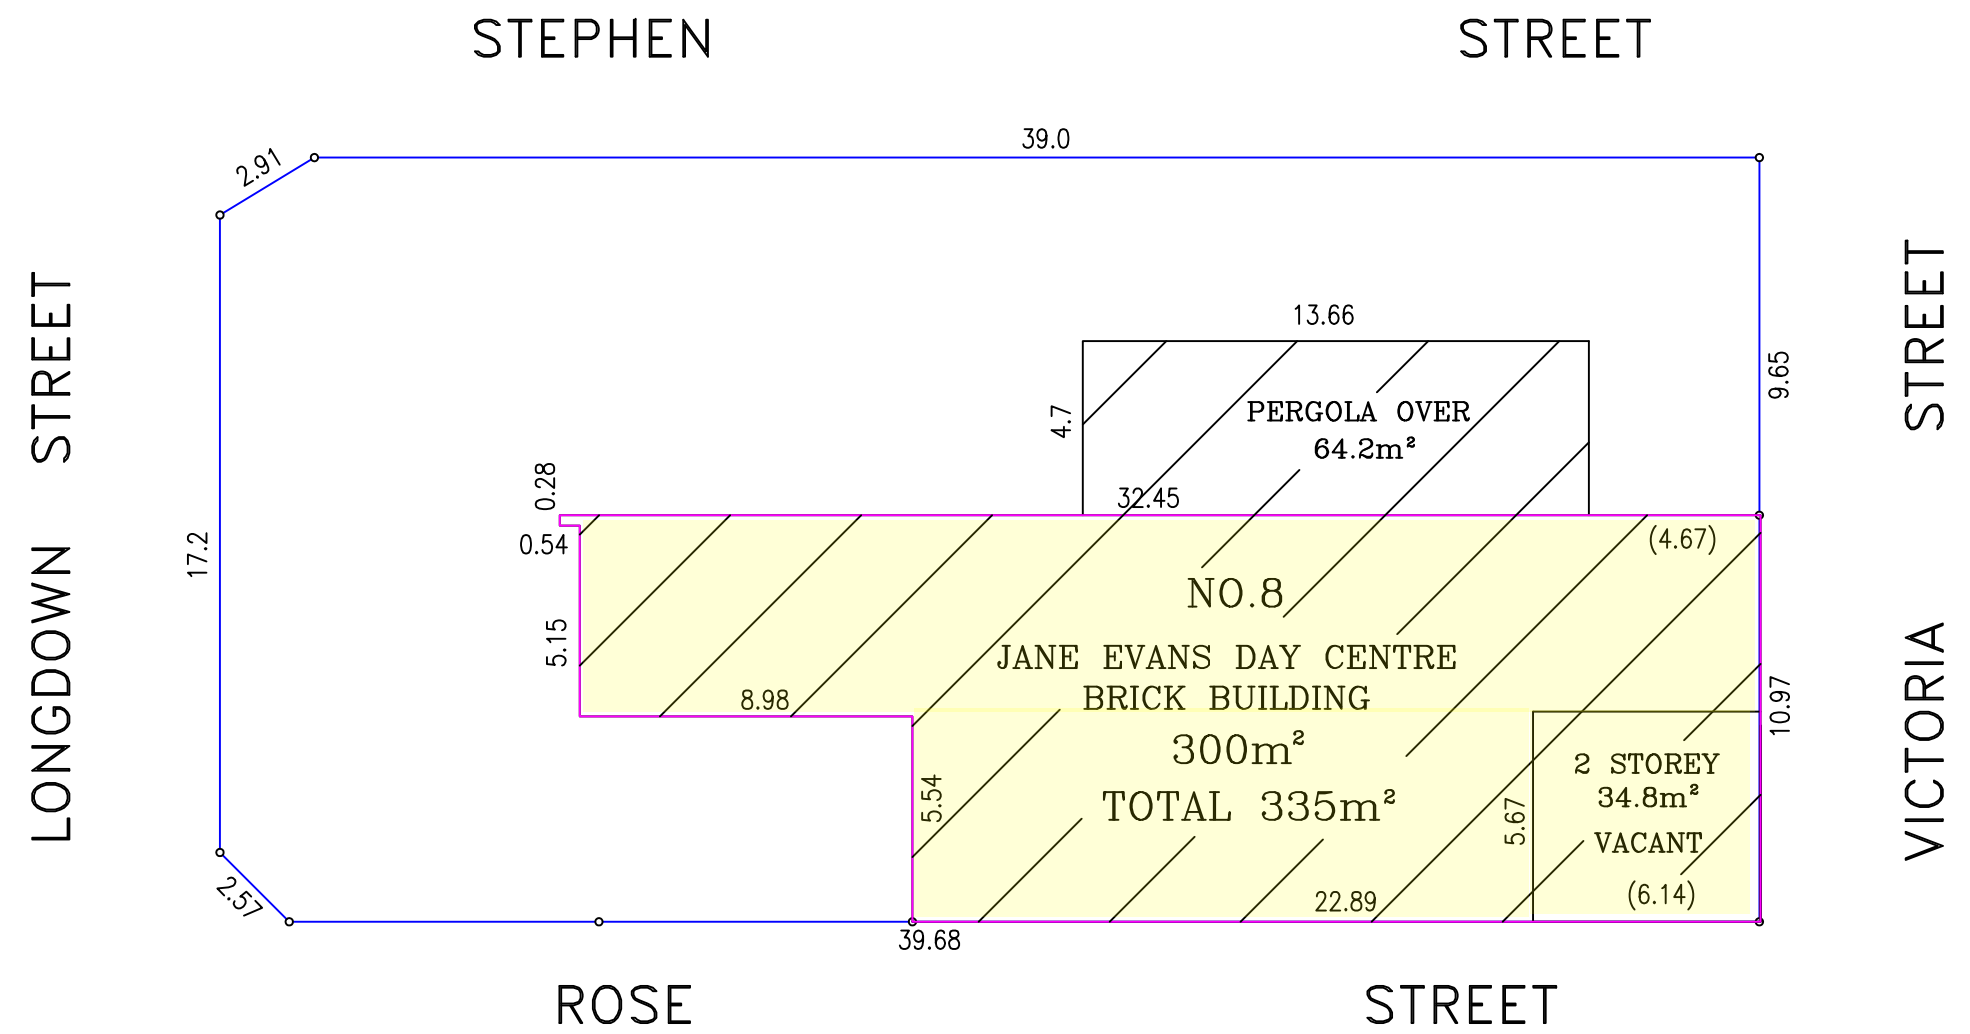 STEPHEN STREET
39.0
2.91
LONGDOWN STREET
17.2
2.57
13.66
4.7
PERGOLA OVER
64.2m²
9.65
VICTORIA STREET
0.28
32.45
0.54
(4.67)
NO.8
5.15
JANE EVANS DAY CENTRE
BRICK BUILDING
8.98
10.97
300m²
TOTAL 335m²
5.54
5.67
2 STOREY
34.8m²
VACANT
(6.14)
22.89
39.68
ROSE STREET